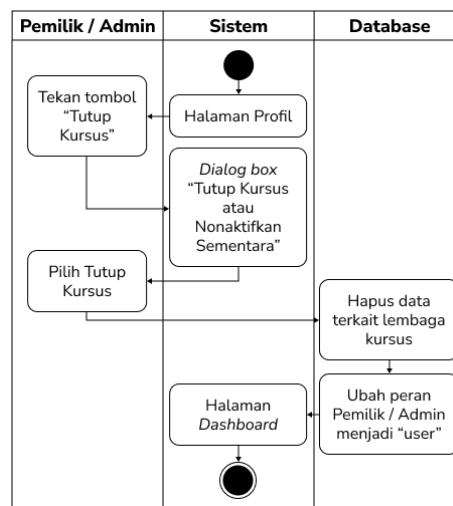 Pemilik / Admin
Sistem
Database
Halaman Profil
Tekan tombol
“Tutup
Kursus”
Dialog box
“Tutup Kursus
atau
Nonaktifkan
Sementara”
Pilih Tutup
Kursus
Hapus data
terkait lembaga
kursus
Ubah peran
Pemilik / Admin
menjadi “user”
Halaman
Dashboard